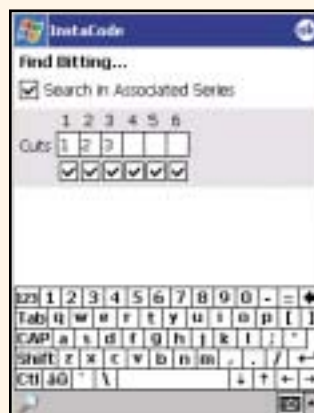 InstaCode ok
Find Bitting...
Search in Associated Series
1 2 3 4 5 6
Cuts 1 2 3
123 1 2 3 4 5 6 7 8 9 0 - =
Tab q w e r t y u i o p [ ]
CAP a s d f g h j k l ; '
Shift z x c v b n m , . /
Ctl áü ` \